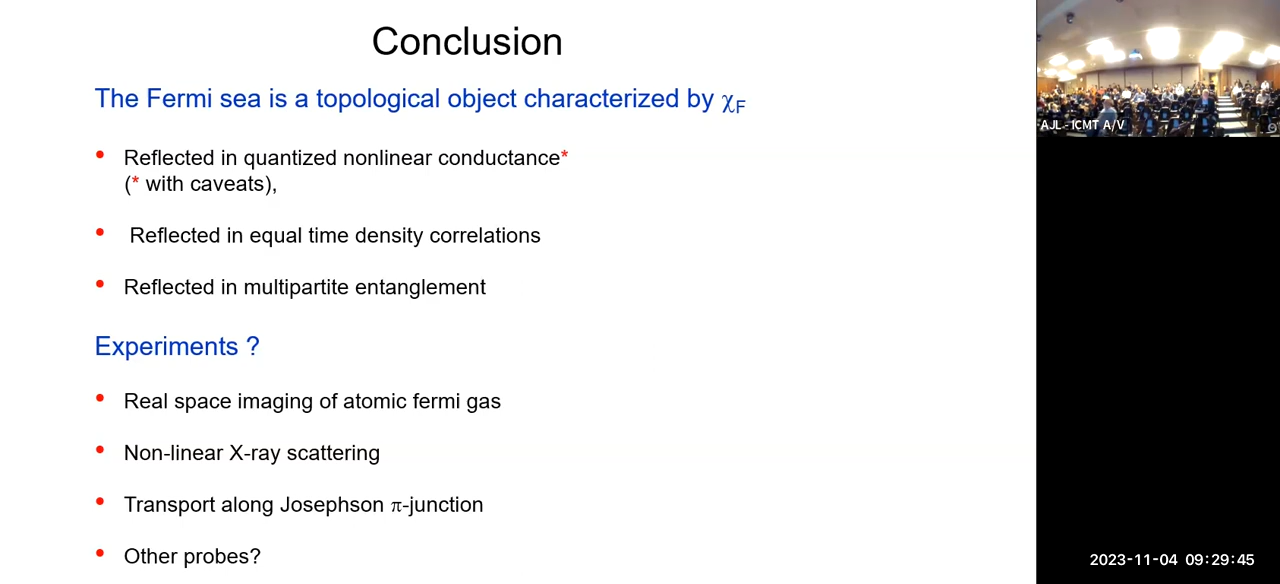 Conclusion
The Fermi sea is a topological object characterized by χF
• Reflected in quantized nonlinear conductance*
(* with caveats),
• Reflected in equal time density correlations
• Reflected in multipartite entanglement
Experiments ?
• Real space imaging of atomic fermi gas
• Non-linear X-ray scattering
• Transport along Josephson π-junction
• Other probes?
AJL - ICMT A/V
2023-11-04 09:29:45